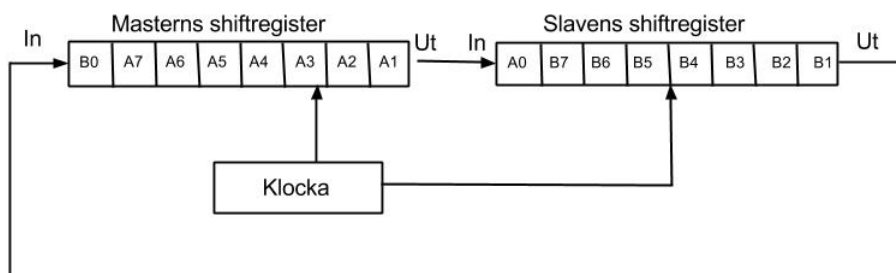 Masterns shiftregister
Slavens shiftregister
In
Ut
In
Ut
B0 A7 A6 A5 A4 A3 A2 A1
A0 B7 B6 B5 B4 B3 B2 B1
Klocka